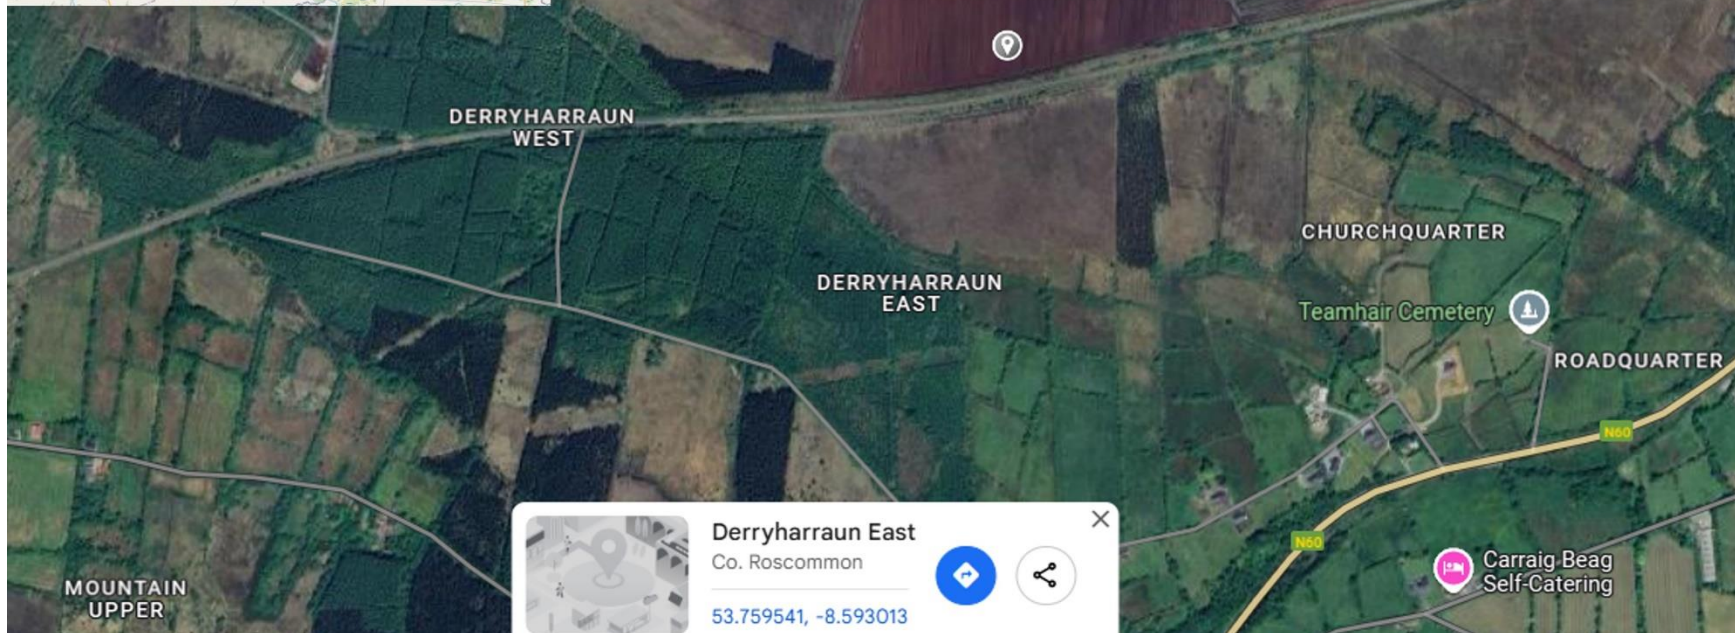 DERRYHARRAUN
WEST
CHURCHQUARTER
DERRYHARRAUN
EAST
Teamhair Cemetery
ROADQUARTER
N60
Derryharraun East
Co. Roscommon
N60
Carraig Beag
Self-Catering
MOUNTAIN
UPPER
53.759541, -8.593013